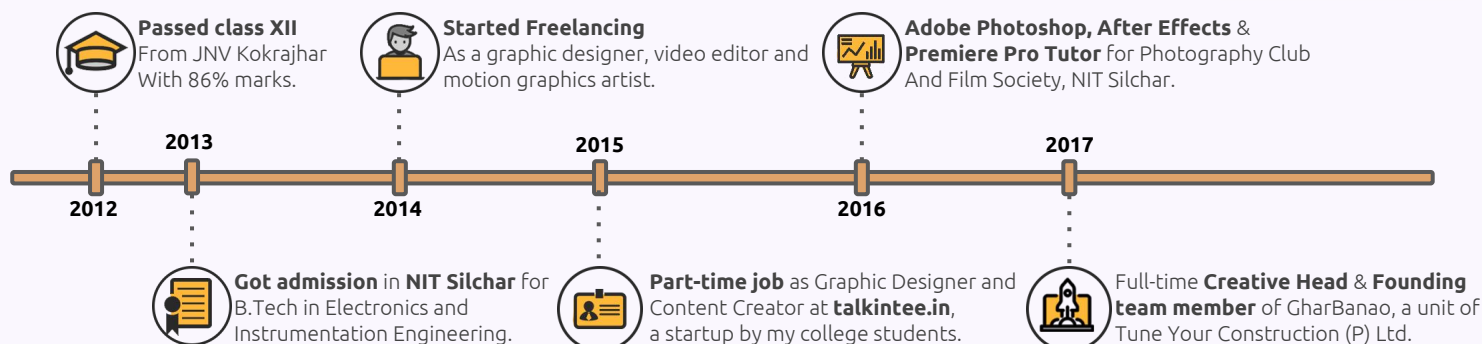 Passed class XII
From JNV Kokrajhar
With 86% marks.
Started Freelancing
As a graphic designer, video editor and
motion graphics artist.
Adobe Photoshop, After Effects &
Premiere Pro Tutor for Photography Club
And Film Society, NIT Silchar.
2013
2015
2017
2012
2014
2016
Got admission in NIT Silchar for
B.Tech in Electronics and
Instrumentation Engineering.
Part-time job as Graphic Designer and
Content Creator at talkintee.in,
a startup by my college students.
Full-time Creative Head & Founding
team member of GharBanao, a unit of
Tune Your Construction (P) Ltd.